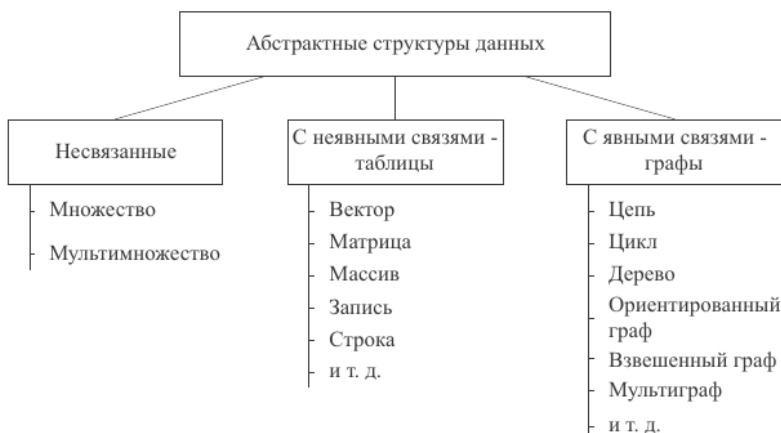 Абстрактные структуры данных
Несвязанные
Множество
Мультимножество
С неявными связями -
таблицы
Вектор
Матрица
Массив
Запись
Строка
и т. д.
С явными связями -
графы
Цепь
Цикл
Дерево
Ориентированный
граф
Взвешенный граф
Мультиграф
и т. д.